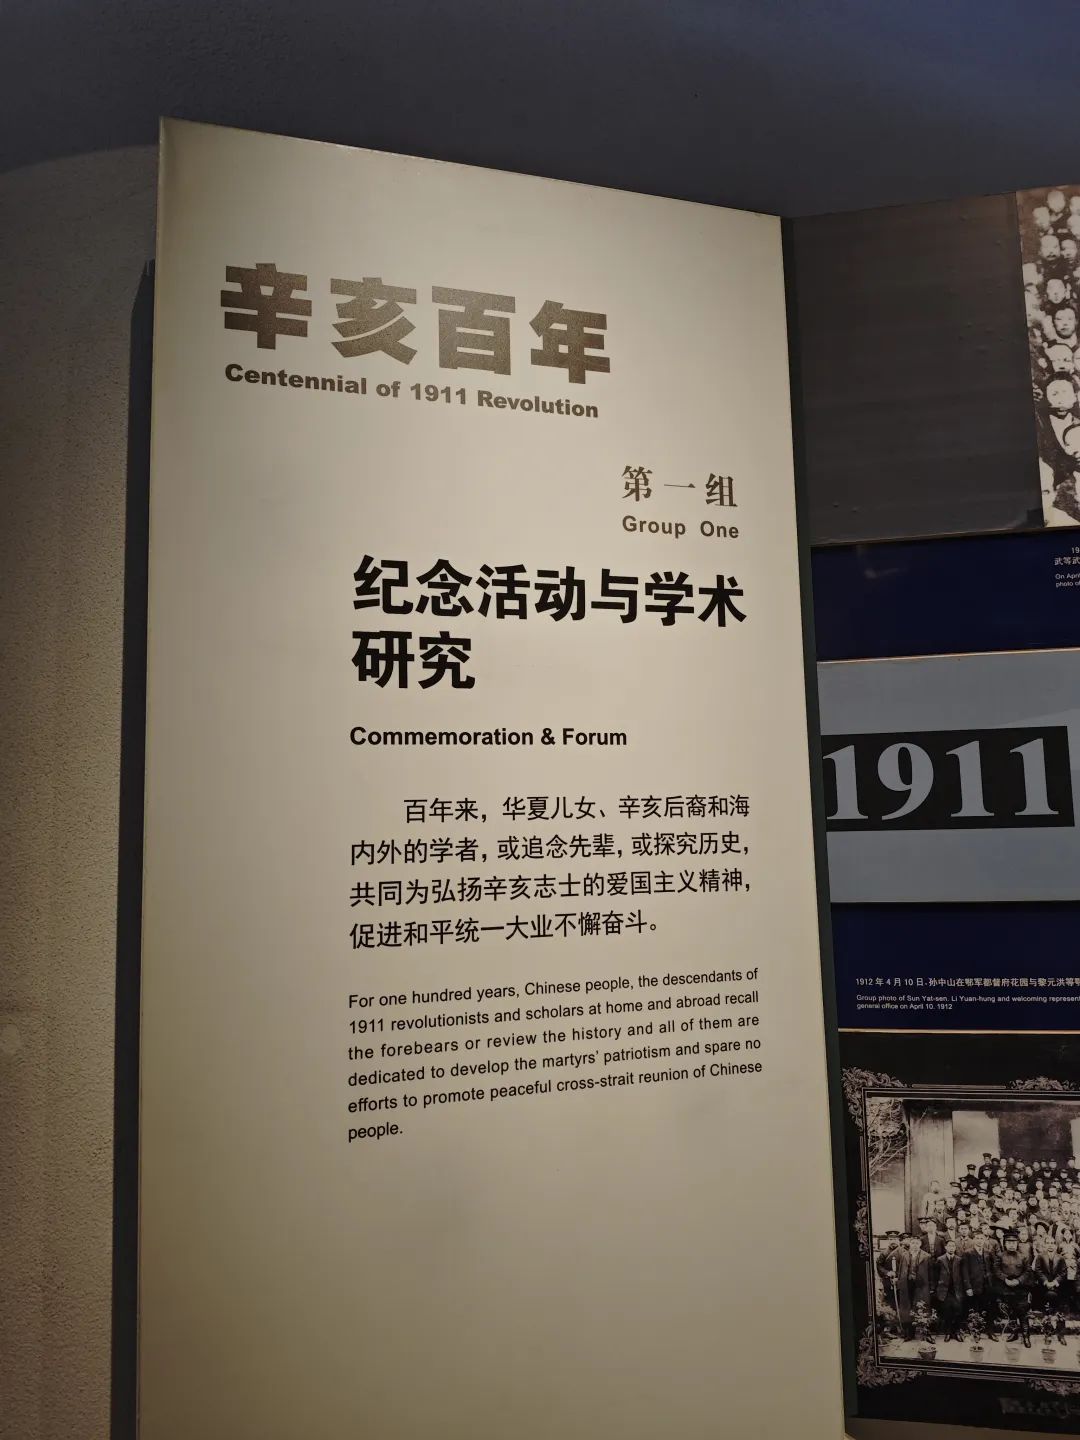 辛亥百年
Centennial of 1911 Revolution
第一组
Group One
纪念活动与学术
研究
Commemoration & Forum
百年来，华夏儿女、辛亥后裔和海
内外的学者，或追念先辈，或探究历史，
共同为弘扬辛亥志士的爱国主义精神，
促进和平统一大业不懈奋斗。
For one hundred years, Chinese people, the descendants of
1911 revolutionists and scholars at home and abroad recall
the forebears or review the history and all of them are
dedicated to develop the martyrs' patriotism and spare no
efforts to promote peaceful cross-strait reunion of Chinese
people.
19
武等武
On April
photo of
1911
1912年4月10日,孙中山在鄂军都督府花园与黎元洪等
Group photo of Sun Yat-sen, Li Yuan-hung and welcoming represent
general office on April 10, 1912